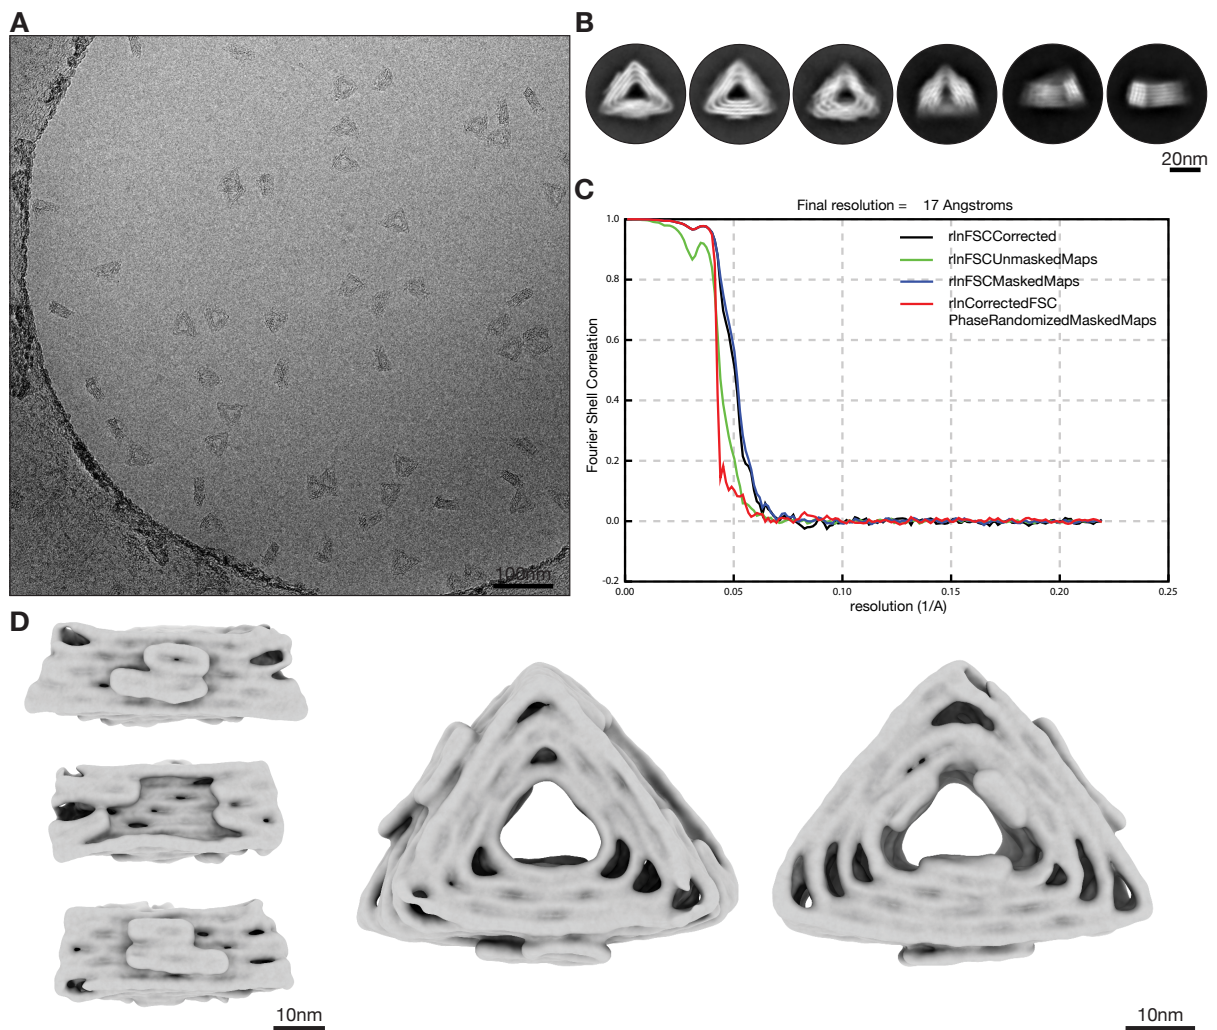 A
100nm
B
20nm
C
Final resolution = 17 Angstroms
rlnFSCCorrected
rlnFSCUnmaskedMaps
rlnFSCMaskedMaps
rlnCorrectedFSC
PhaseRandomizedMaskedMaps
Fourier Shell Correlation
1.0
0.8
0.6
0.4
0.2
0.0
-0.2
0.00
0.05
0.10
0.15
0.20
0.25
resolution (1/A)
D
10nm
10nm